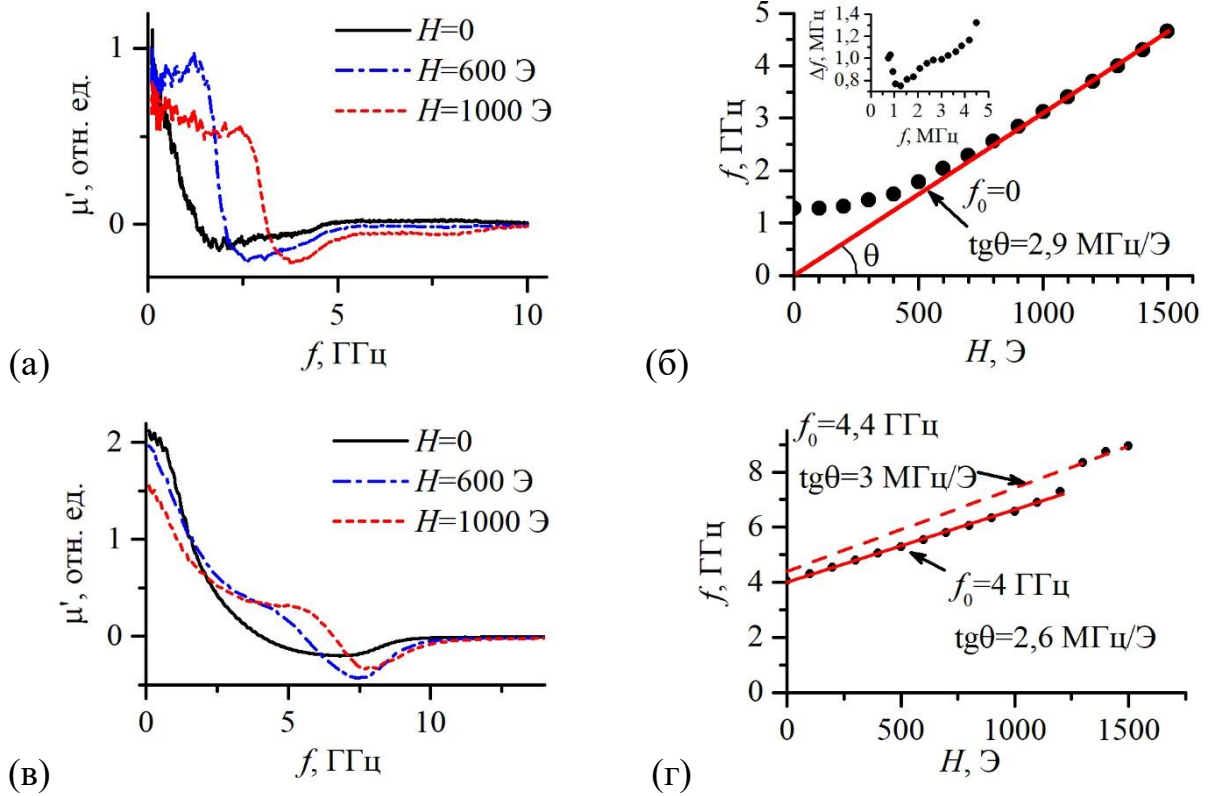 μ', отн. ед.
1
0
H=0
H=600 Э
H=1000 Э
0
5
10
f, ГГц
(а)
f, ГГц
5
4
3
2
1
0
Δf, МГц
1,4
1,2
1,0
0,8
0 1 2 3 4 5
f, МГц
f₀=0
tgθ=2,9 МГц/Э
θ
0 500 1000 1500
H, Э
(б)
μ', отн. ед.
2
1
0
H=0
H=600 Э
H=1000 Э
0 5 10
f, ГГц
(в)
f, ГГц
8
6
4
2
0
f₀=4,4 ГГц
tgθ=3 МГц/Э
f₀=4 ГГц
tgθ=2,6 МГц/Э
0 500 1000 1500
H, Э
(г)